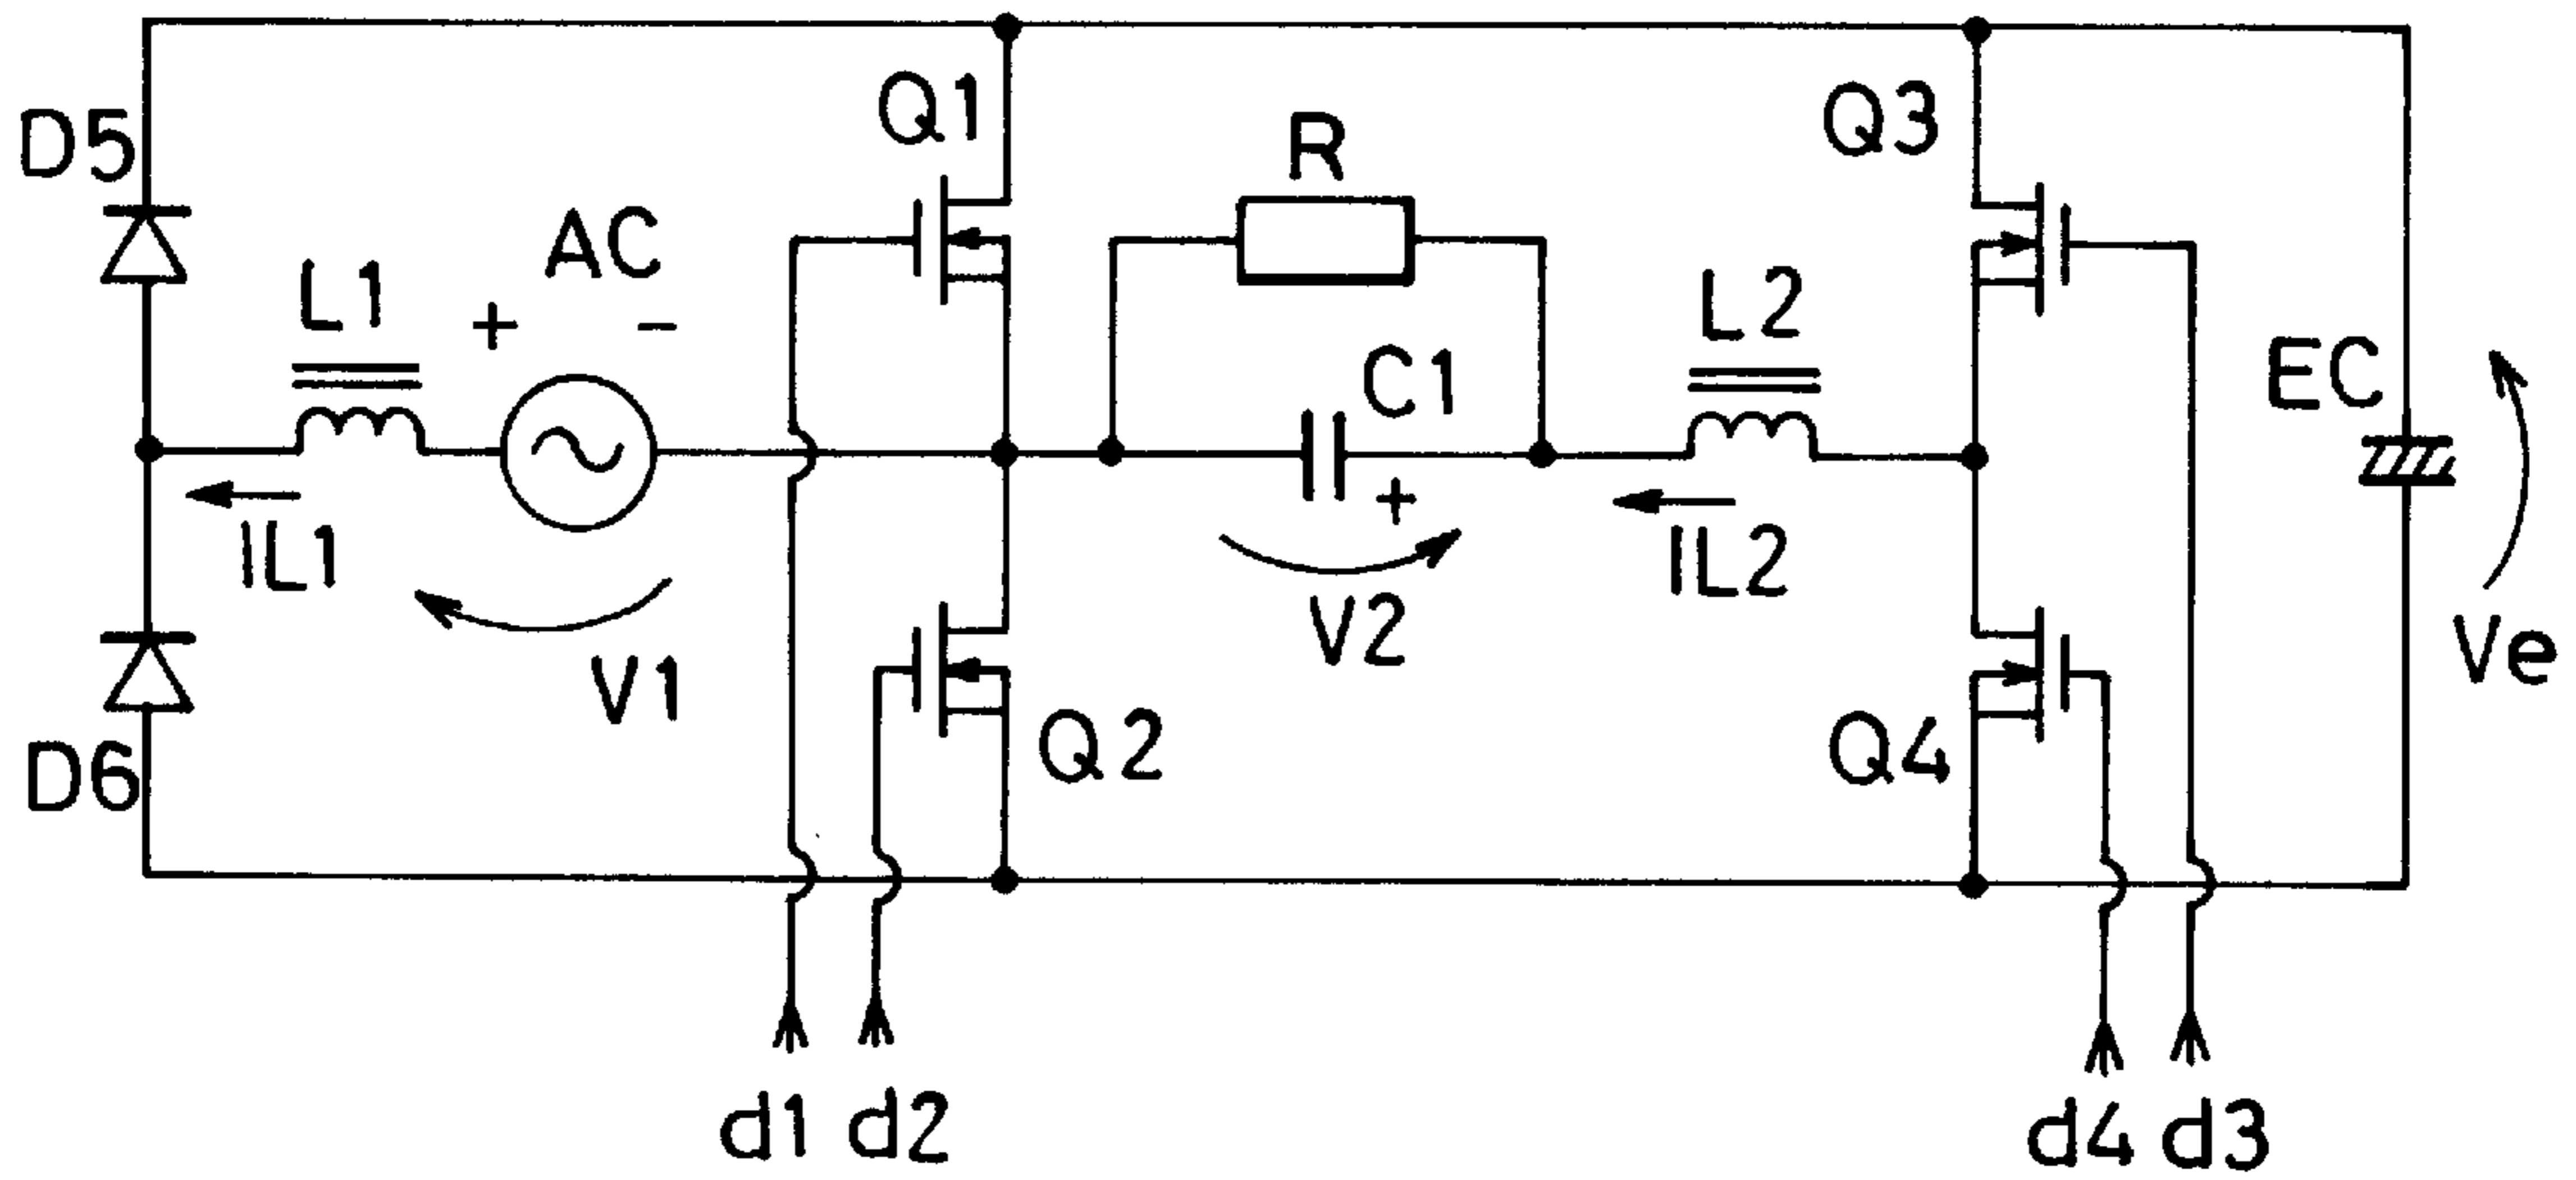 D5
Q1
R
Q3
L1
AC
+
−
C1
L2
EC
+
IL1
IL2
V1
V2
Ve
D6
Q2
Q4
d1
d2
d4
d3